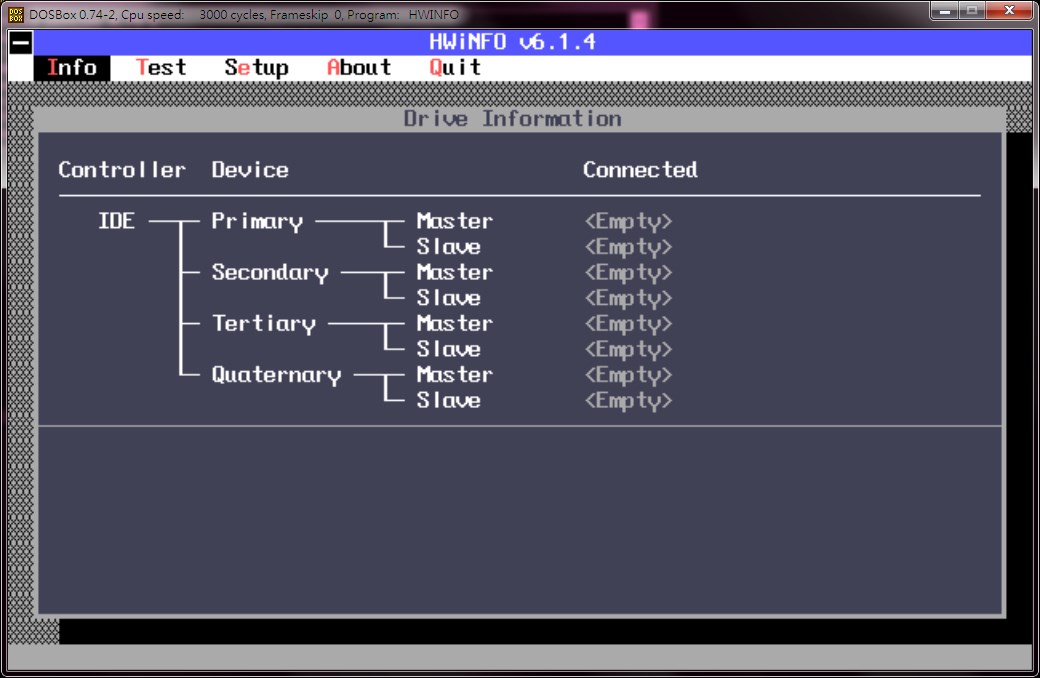 DOS BOX DOSBox 0.74-2, Cpu speed: 3000 cycles, Frameskip 0, Program: HWINFO
HWiNFO v6.1.4
Info Test Setup About Quit
Drive Information
Controller Device Connected
IDE Primary Master <Empty>
Slave <Empty>
Secondary Master <Empty>
Slave <Empty>
Tertiary Master <Empty>
Slave <Empty>
Quaternary Master <Empty>
Slave <Empty>